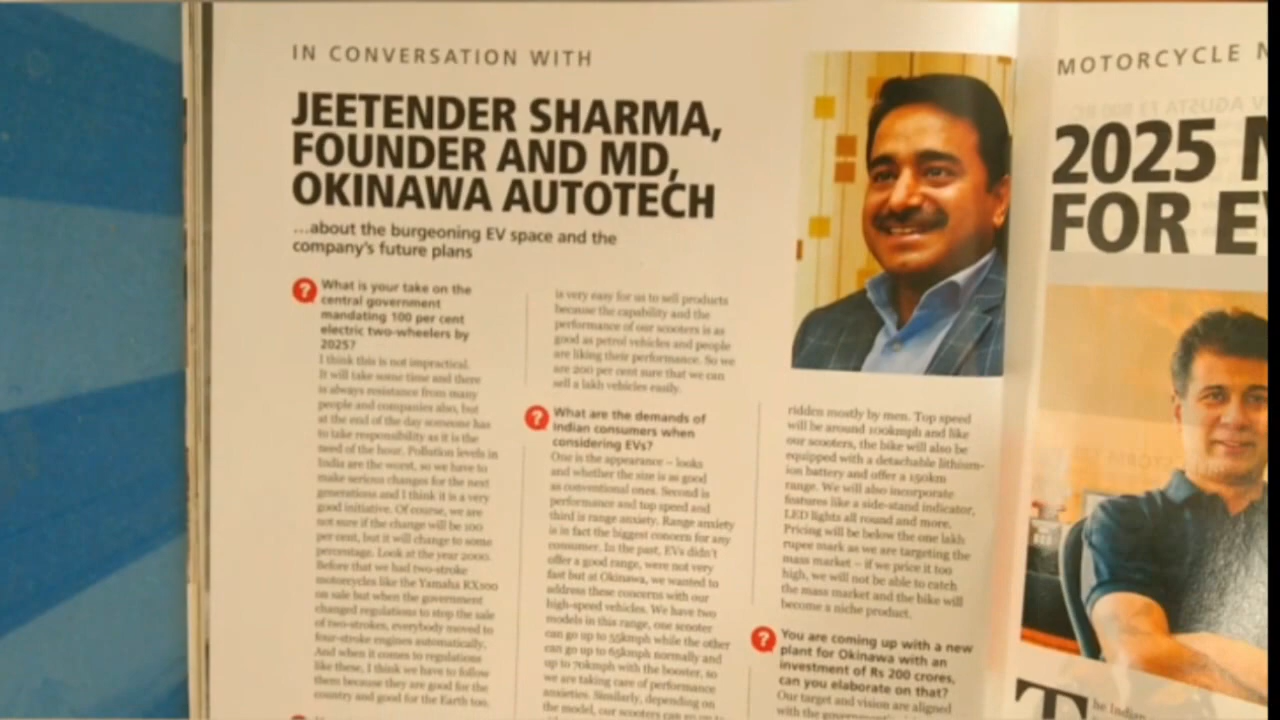 IN CONVERSATION WITH
JEETENDER SHARMA,
FOUNDER AND MD,
OKINAWA AUTOTECH
...about the burgeoning EV space and the
company's future plans
? What is your take on the
central government
mandating 100 per cent
electric two-wheelers by
2025?
I think this is not impractical.
It will take some time and there
is always resistance from many
people and companies also, but
at the end of the day someone has
to take responsibility as it is the
need of the hour. Pollution levels in
India are the worst, so we have to
make serious changes for the next
generations and I think it is a very
good initiative. Of course, we are
not sure if the change will be 100
per cent, but it will change to some
percentage. Look at the year 2000.
Before that we had two-stroke
motorcycles like the Yamaha RX100
on sale but when the government
changed regulations to stop the sale
of two-strokes, everybody moved to
four-stroke engines automatically.
And when it comes to regulations
like these, I think we have to follow
them because they are good for the
country and good for the Earth too.
is very easy for us to sell products
because the capability and the
performance of our scooters is as
good as petrol vehicles and people
are liking their performance. So we
are 200 per cent sure that we can
sell a lakh vehicles easily.
? What are the demands of
Indian consumers when
considering EVs?
One is the appearance – looks
and whether the size is as good
as conventional ones. Second is
performance and top speed and
third is range anxiety. Range anxiety
is in fact the biggest concern for any
consumer. In the past, EVs didn't
offer a good range, were not very
fast but at Okinawa, we wanted to
address these concerns with our
high-speed vehicles. We have two
models in this range, one scooter
can go up to 55kmph while the other
can go up to 65kmph normally and
up to 70kmph with the booster, so
we are taking care of performance
anxieties. Similarly, depending on
the model, our scooters can go up to
ridden mostly by men. Top speed
will be around 100kmph and like
our scooters, the bike will also be
equipped with a detachable lithium-
ion battery and offer a 150km
range. We will also incorporate
features like a side-stand indicator,
LED lights all round and more.
Pricing will be below the one lakh
rupee mark as we are targeting the
mass market – if we price it too
high, we will not be able to catch
the mass market and the bike will
become a niche product.
? You are coming up with a new
plant for Okinawa with an
investment of Rs 200 crores,
can you elaborate on that?
Our target and vision are aligned
with the
MOTORCYCLE
2025
FOR
The Indian